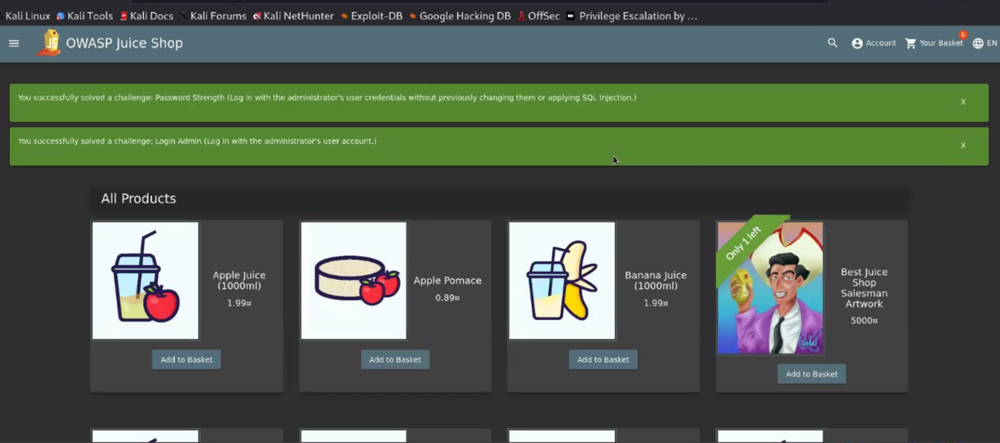 Kali Linux Kali Tools Kali Docs Kali Forums Kali NetHunter Exploit-DB Google Hacking DB OffSec Privilege Escalation by ...
JS OWASP Juice Shop Account Your Basket 6 EN
You successfully solved a challenge: Password Strength (Log in with the administrator's user credentials without previously changing them or applying SQL Injection.) X
You successfully solved a challenge: Login Admin (Log in with the administrator's user account.) X
All Products
Apple Juice
(1000ml)
1.99¤
Add to Basket
Apple Pomace
0.89¤
Add to Basket
Banana Juice
(1000ml)
1.99¤
Add to Basket
Only 1 left
Best Juice
Shop
Salesman
Artwork
5000¤
Add to Basket